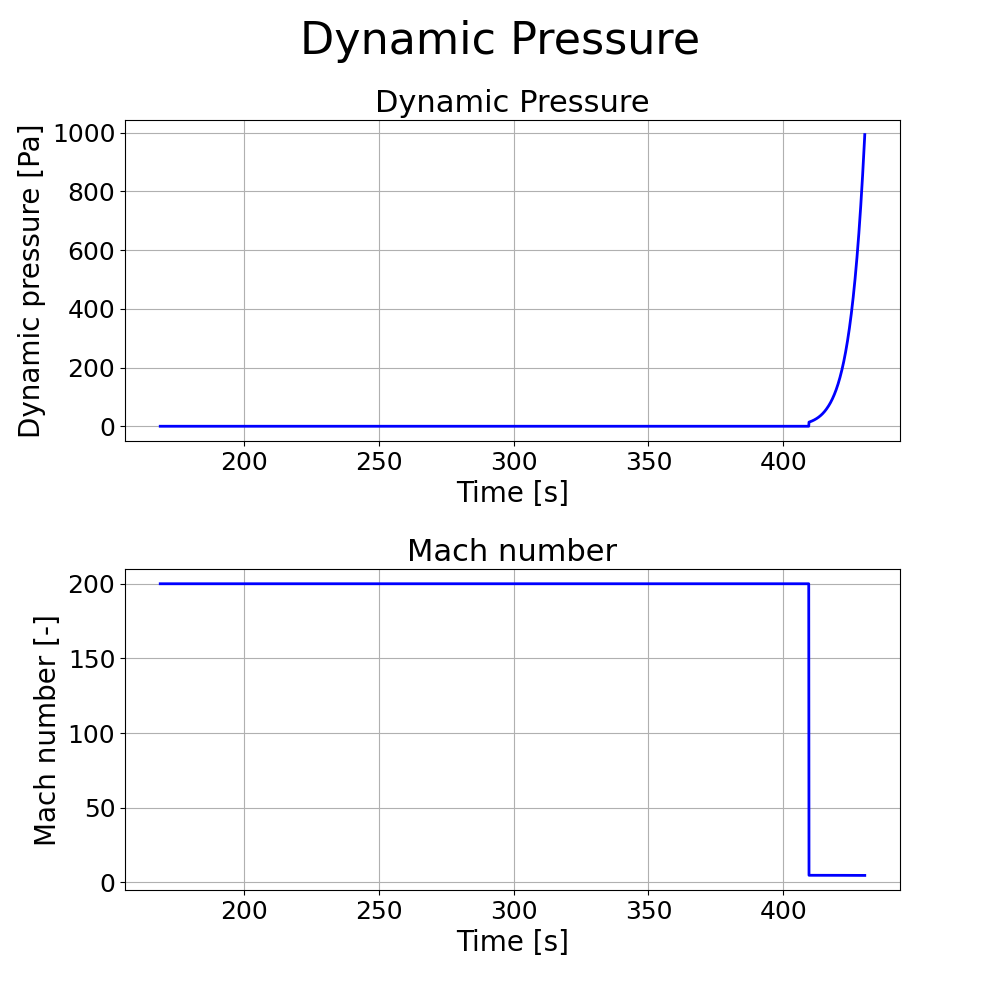 Dynamic Pressure
Dynamic Pressure
Dynamic pressure [Pa]
1000
800
600
400
200
0
200 250 300 350 400
Time [s]
Mach number
Mach number [-]
200
150
100
50
0
200 250 300 350 400
Time [s]